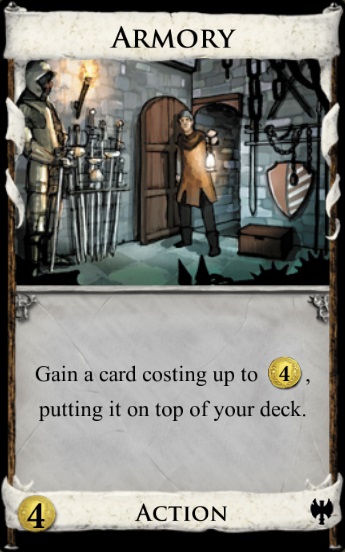 Armory
Gain a card costing up to 4,
putting it on top of your deck.
4 Action